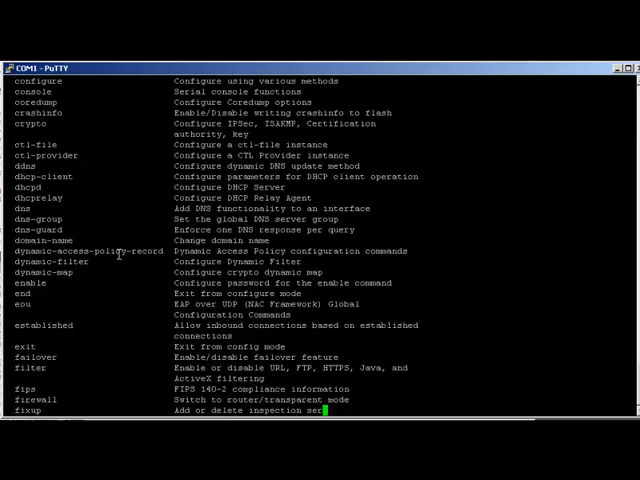 COM1 - PuTTY
configure Configure using various methods
console Serial console functions
coredump Configure Coredump options
crashinfo Enable/Disable writing crashinfo to flash
crypto Configure IPSec, ISAKMP, Certification
authority, key
ctl-file Configure a ctl-file instance
ctl-provider Configure a CTL Provider instance
ddns Configure dynamic DNS update method
dhcp-client Configure parameters for DHCP client operation
dhcpd Configure DHCP Server
dhcprelay Configure DHCP Relay Agent
dns Add DNS functionality to an interface
dns-group Set the global DNS server group
dns-guard Enforce one DNS response per query
domain-name Change domain name
dynamic-access-policy-record Dynamic Access Policy configuration commands
dynamic-filter Configure Dynamic Filter
dynamic-map Configure crypto dynamic map
enable Configure password for the enable command
end Exit from configure mode
eou EAP over UDP (NAC Framework) Global
Configuration Commands
established Allow inbound connections based on established
connections
exit Exit from config mode
failover Enable/disable failover feature
filter Enable or disable URL, FTP, HTTPS, Java, and
ActiveX filtering
fips FIPS 140-2 compliance information
firewall Switch to router/transparent mode
fixup Add or delete inspection ser